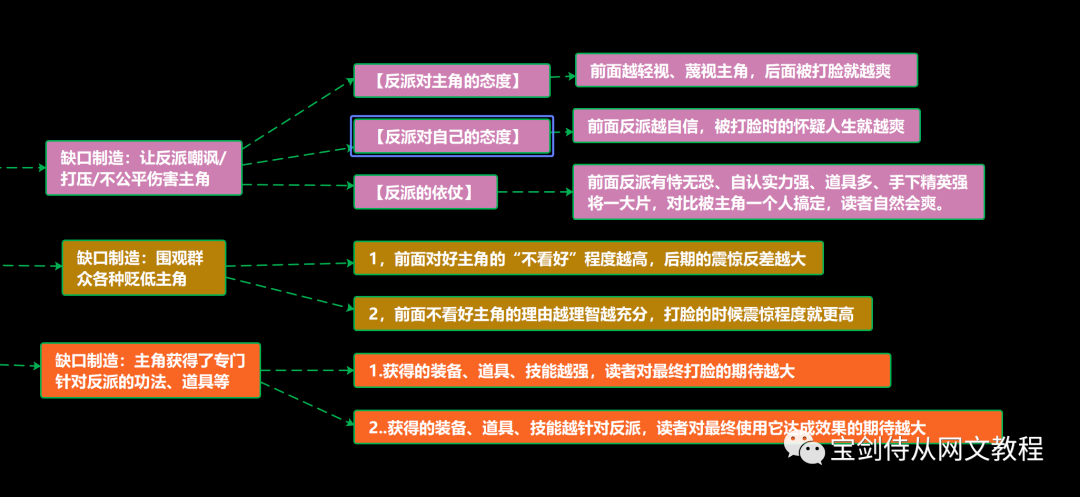 缺口制造：让反派嘲讽/
打压/不公平伤害主角
【反派对主角的态度】
前面越轻视、蔑视主角，后面被打脸就越爽
【反派对自己的态度】
前面反派越自信，被打脸时的怀疑人生就越爽
【反派的依仗】
前面反派有恃无恐、自认实力强、道具多、手下精英强
将一大片，对比被主角一个人搞定，读者自然会爽。
缺口制造：围观群
众各种贬低主角
1，前面对好主角的“不看好”程度越高，后期的震惊反差越大
2，前面不看好主角的理由越理智越充分，打脸的时候震惊程度就更高
缺口制造：主角获得了专门
针对反派的功法、道具等
1.获得的装备、道具、技能越强，读者对最终打脸的期待越大
2..获得的装备、道具、技能越针对反派，读者对最终使用它达成效果的期待越大
宝剑侍从网文教程